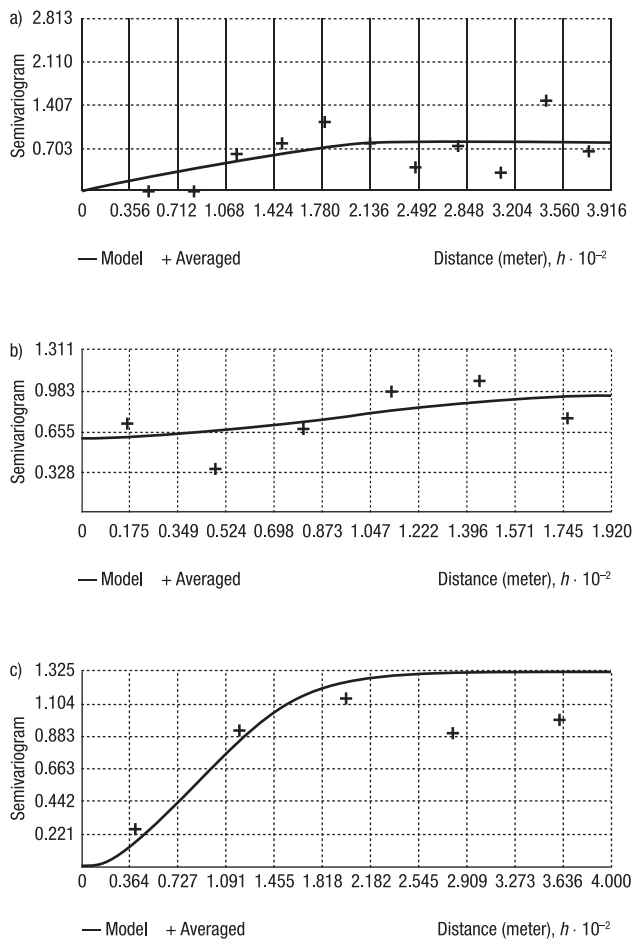 a)
2.813
2.110
1.407
0.703
Semivariogram
0 0.356 0.712 1.068 1.424 1.780 2.136 2.492 2.848 3.204 3.560 3.916
— Model + Averaged Distance (meter), h · 10⁻²
b)
1.311
0.983
0.655
0.328
Semivariogram
0 0.175 0.349 0.524 0.698 0.873 1.047 1.222 1.396 1.571 1.745 1.920
— Model + Averaged Distance (meter), h · 10⁻²
c)
1.325
1.104
0.883
0.663
0.442
0.221
Semivariogram
0 0.364 0.727 1.091 1.455 1.818 2.182 2.545 2.909 3.273 3.636 4.000
— Model + Averaged Distance (meter), h · 10⁻²